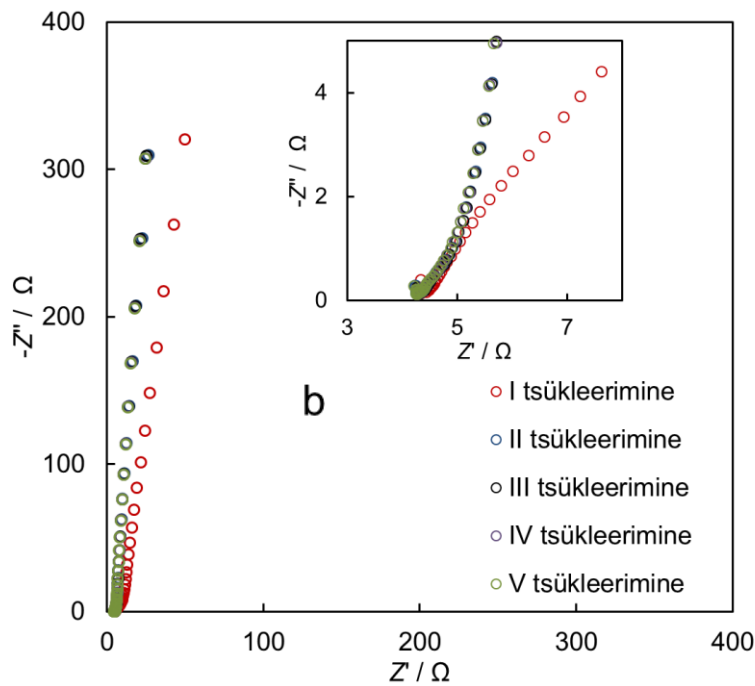 400
300
200
100
0
-Z" / Ω
4
2
0
-Z" / Ω
3 5 7
Z' / Ω
b
I tsükleerimine
II tsükleerimine
III tsükleerimine
IV tsükleerimine
V tsükleerimine
0 100 200 300 400
Z' / Ω